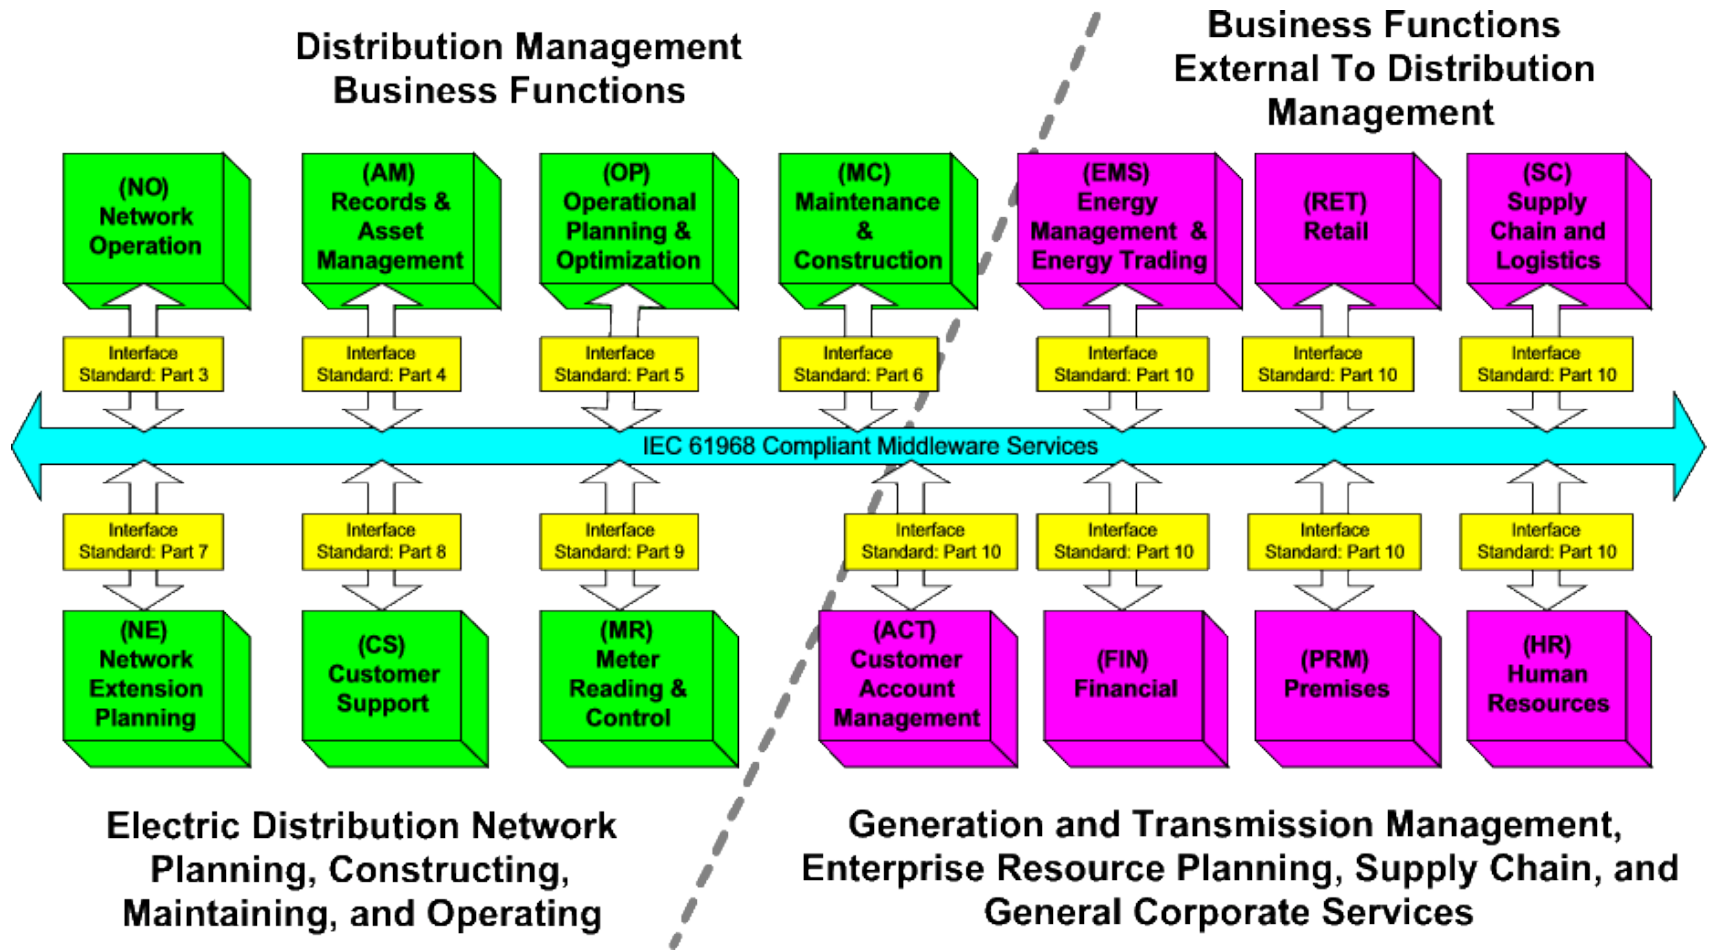 Distribution Management
Business Functions
Business Functions
External To Distribution
Management
(NO)
Network
Operation
(AM)
Records &
Asset
Management
(OP)
Operational
Planning &
Optimization
(MC)
Maintenance
&
Construction
(EMS)
Energy
Management &
Energy Trading
(RET)
Retail
(SC)
Supply
Chain and
Logistics
Interface
Standard: Part 3
Interface
Standard: Part 4
Interface
Standard: Part 5
Interface
Standard: Part 6
Interface
Standard: Part 10
Interface
Standard: Part 10
Interface
Standard: Part 10
IEC 61968 Compliant Middleware Services
Interface
Standard: Part 7
Interface
Standard: Part 8
Interface
Standard: Part 9
Interface
Standard: Part 10
Interface
Standard: Part 10
Interface
Standard: Part 10
Interface
Standard: Part 10
(NE)
Network
Extension
Planning
(CS)
Customer
Support
(MR)
Meter
Reading &
Control
(ACT)
Customer
Account
Management
(FIN)
Financial
(PRM)
Premises
(HR)
Human
Resources
Electric Distribution Network
Planning, Constructing,
Maintaining, and Operating
Generation and Transmission Management,
Enterprise Resource Planning, Supply Chain, and
General Corporate Services